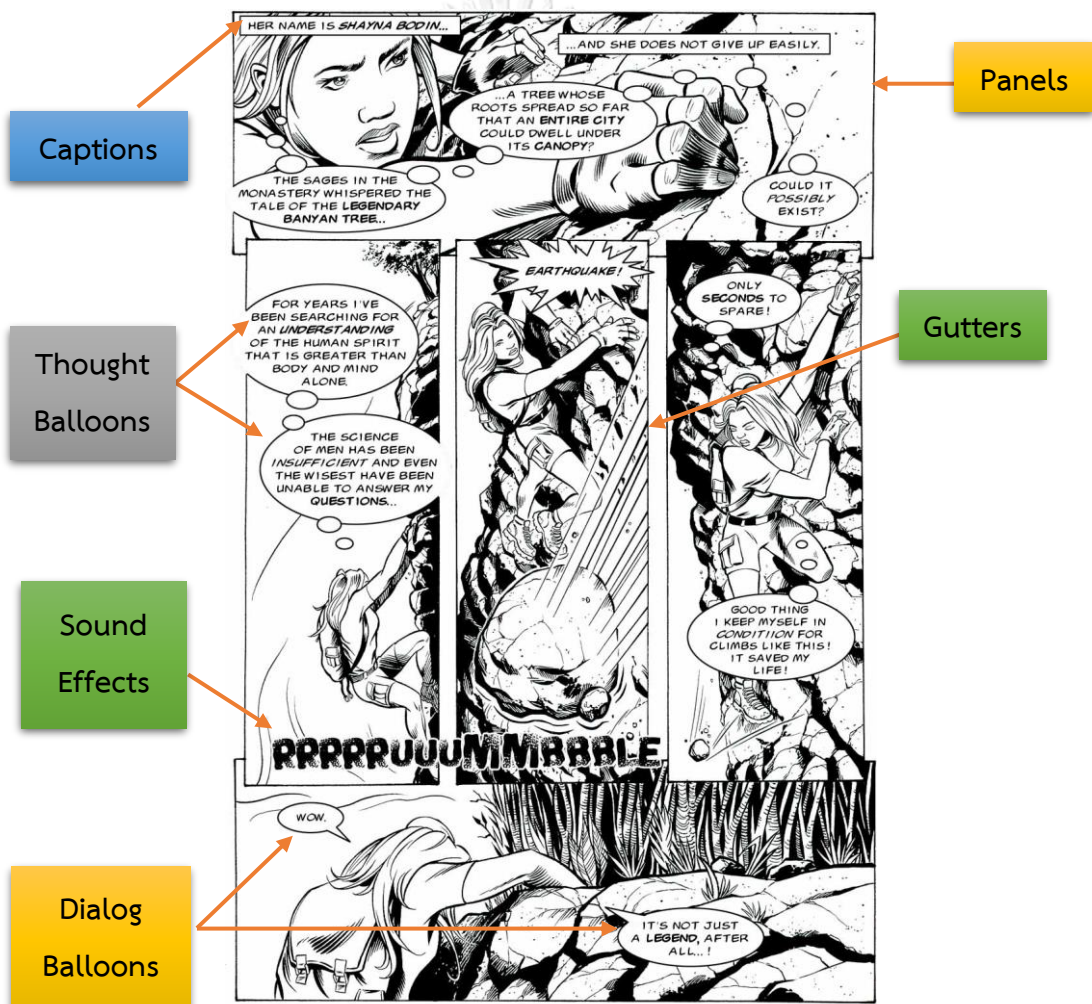 HER NAME IS SHAYNA BODIN...
...AND SHE DOES NOT GIVE UP EASILY.
Panels
Captions
...A TREE WHOSE
ROOTS SPREAD SO FAR
THAT AN ENTIRE CITY
COULD DWELL UNDER
ITS CANOPY?
THE SAGES IN THE
MONASTERY WHISPERED THE
TALE OF THE LEGENDARY
BANYAN TREE...
COULD IT
POSSIBLY
EXIST?
Thought
Balloons
FOR YEARS I'VE
BEEN SEARCHING FOR
AN UNDERSTANDING
OF THE HUMAN SPIRIT
THAT IS GREATER THAN
BODY AND MIND
ALONE.
THE SCIENCE
OF MEN HAS BEEN
INSUFFICIENT AND EVEN
THE WISEST HAVE BEEN
UNABLE TO ANSWER MY
QUESTIONS...
EARTHQUAKE!
ONLY
SECONDS TO
SPARE!
Gutters
GOOD THING
I KEEP MYSELF IN
CONDITIION FOR
CLIMBS LIKE THIS!
IT SAVED MY
LIFE!
Sound
Effects
RRRRRUUUMMBBBLE
WOW.
Dialog
Balloons
IT'S NOT JUST
A LEGEND, AFTER
ALL...!